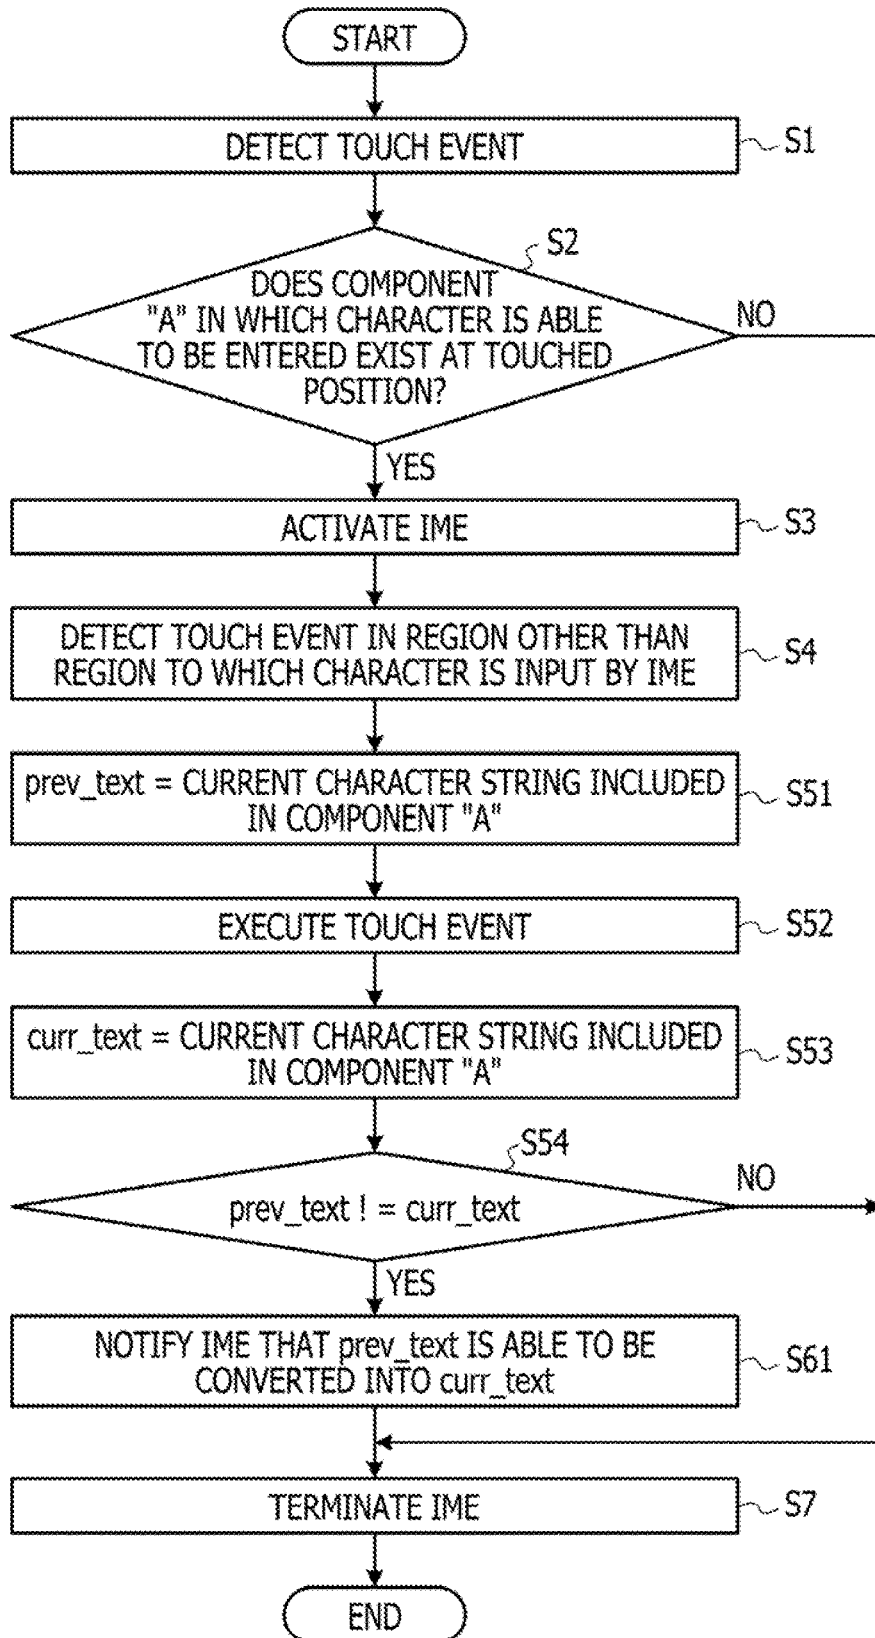 START
DETECT TOUCH EVENT
S1
S2
DOES COMPONENT
"A" IN WHICH CHARACTER IS ABLE
TO BE ENTERED EXIST AT TOUCHED
POSITION?
NO
YES
ACTIVATE IME
S3
DETECT TOUCH EVENT IN REGION OTHER THAN
REGION TO WHICH CHARACTER IS INPUT BY IME
S4
prev_text = CURRENT CHARACTER STRING INCLUDED
IN COMPONENT "A"
S51
EXECUTE TOUCH EVENT
S52
curr_text = CURRENT CHARACTER STRING INCLUDED
IN COMPONENT "A"
S53
S54
prev_text ! = curr_text
NO
YES
NOTIFY IME THAT prev_text IS ABLE TO BE
CONVERTED INTO curr_text
S61
TERMINATE IME
S7
END